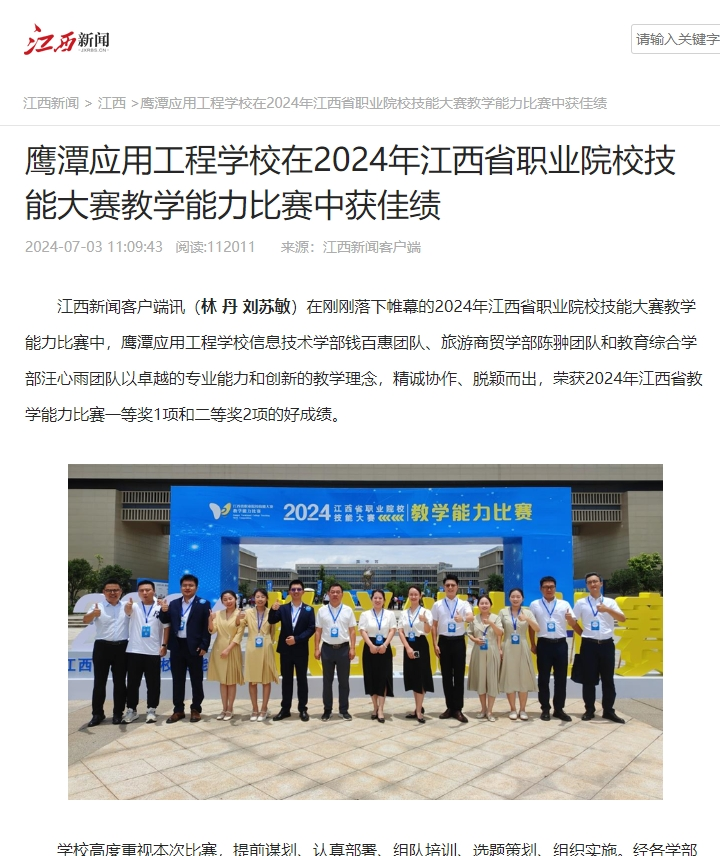 江西新闻
JXRBS.CN
请输入关键字
江西新闻 > 江西 >鹰潭应用工程学校在2024年江西省职业院校技能大赛教学能力比赛中获佳绩
鹰潭应用工程学校在2024年江西省职业院校技
能大赛教学能力比赛中获佳绩
2024-07-03 11:09:43 阅读:112011 来源：江西新闻客户端
江西新闻客户端讯（林 丹 刘苏敏）在刚刚落下帷幕的2024年江西省职业院校技能大赛教学
能力比赛中，鹰潭应用工程学校信息技术学部钱百惠团队、旅游商贸学部陈翀团队和教育综合学
部汪心雨团队以卓越的专业能力和创新的教学理念，精诚协作、脱颖而出，荣获2024年江西省教
学能力比赛一等奖1项和二等奖2项的好成绩。
2024 江西省职业院校 教学能力比赛
技能大赛
学校高度重视本次比赛，提前谋划、认真部署、组队培训、选题策划、组织实施。经各学部